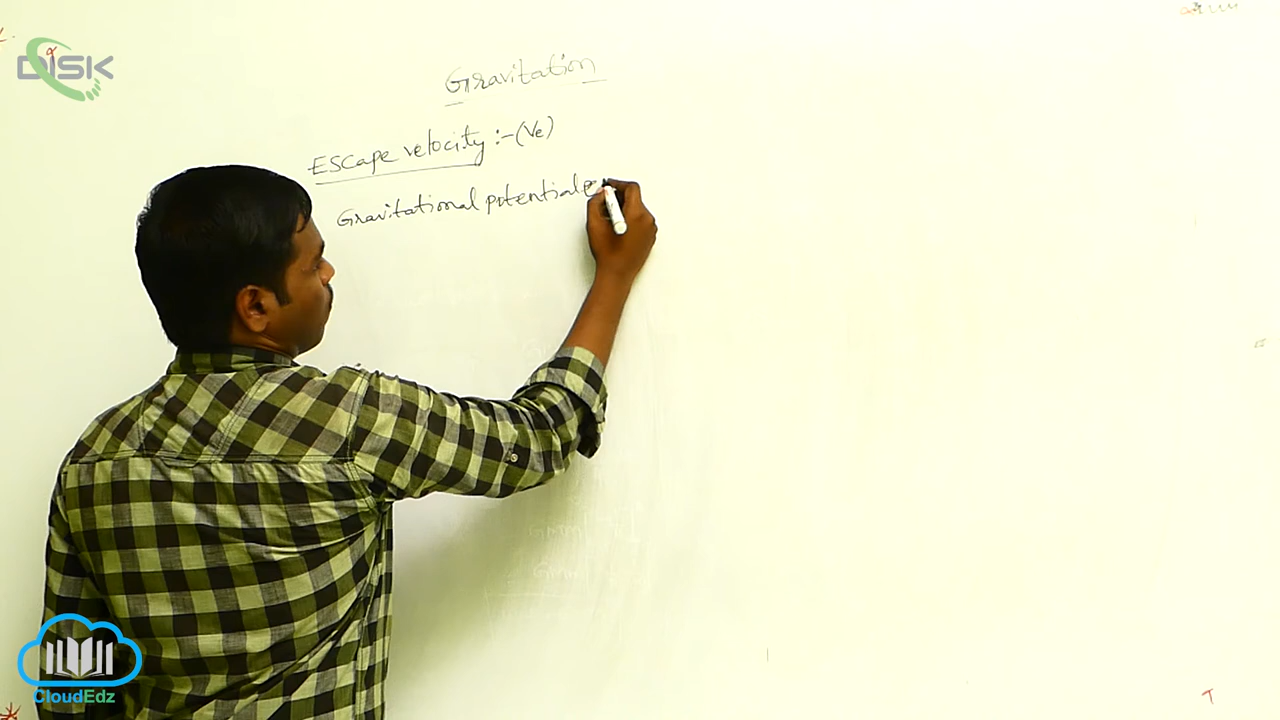 DISK
Gravitation
Escape velocity :- (Ve)
Gravitational potential e
CloudEdz